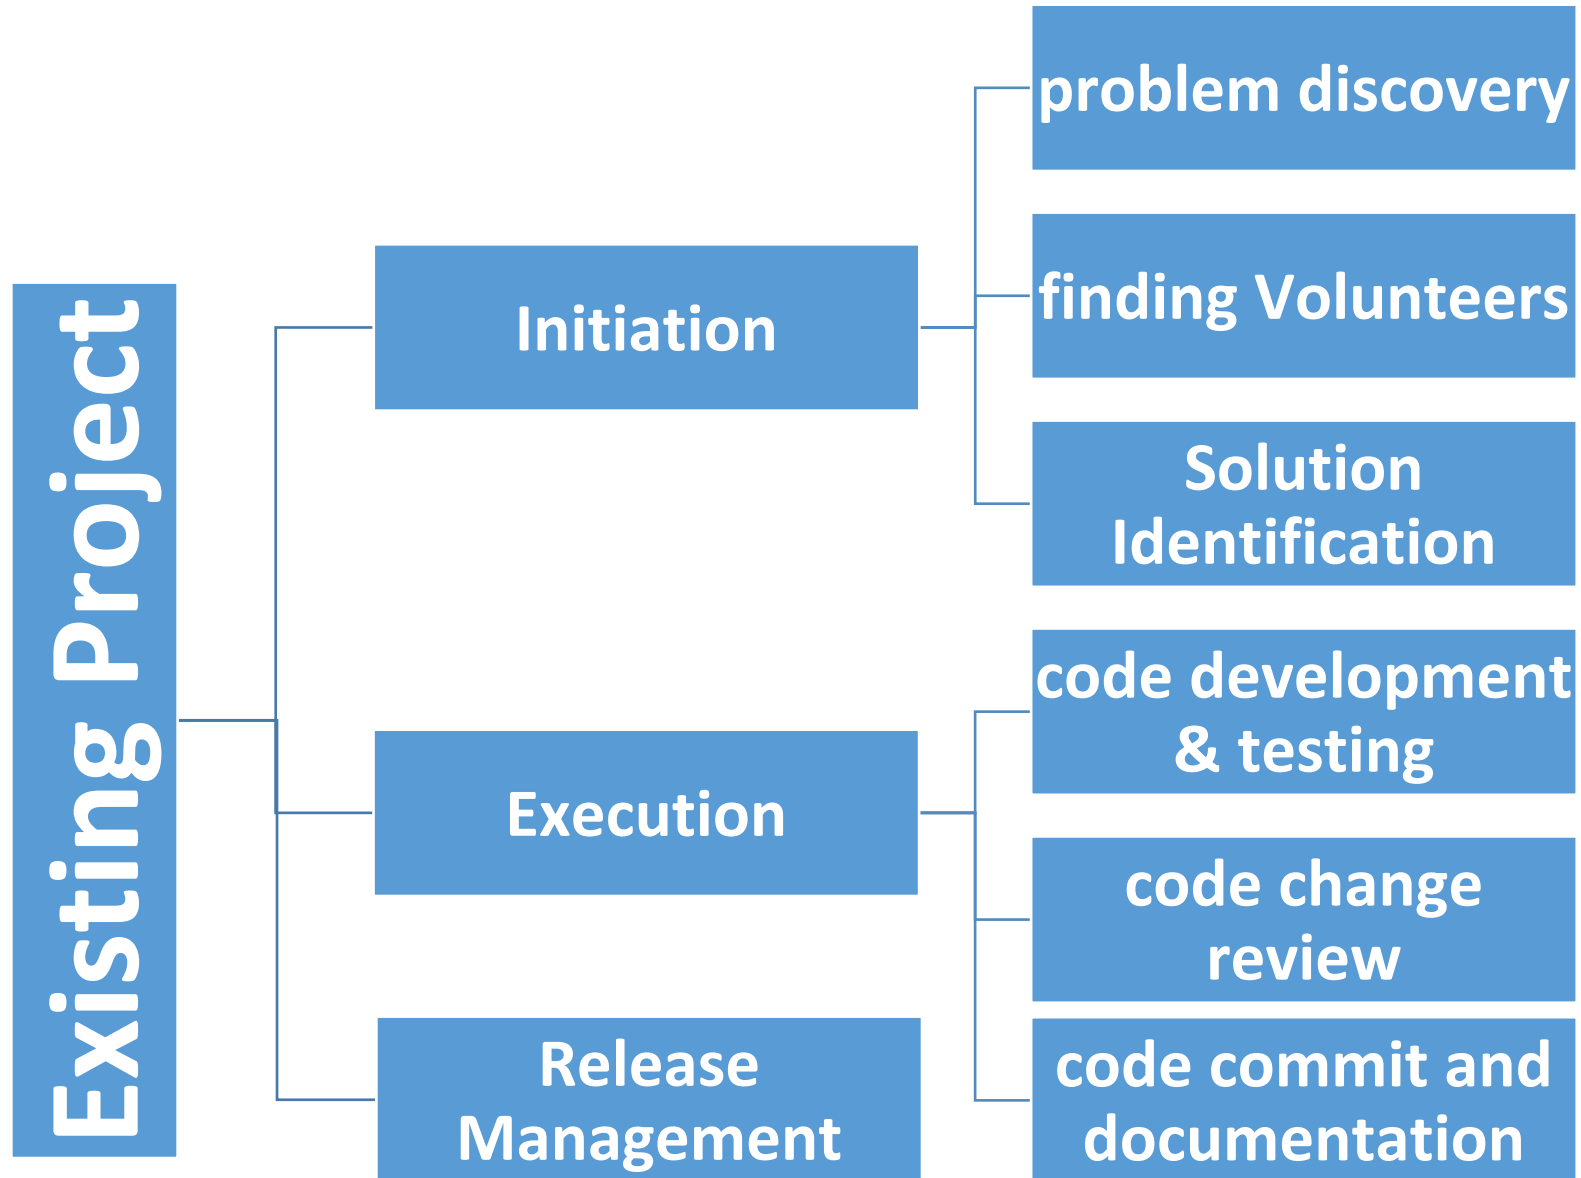 Existing Project
Initiation
problem discovery
finding Volunteers
Solution
Identification
Execution
code development
& testing
code change
review
code commit and
documentation
Release
Management